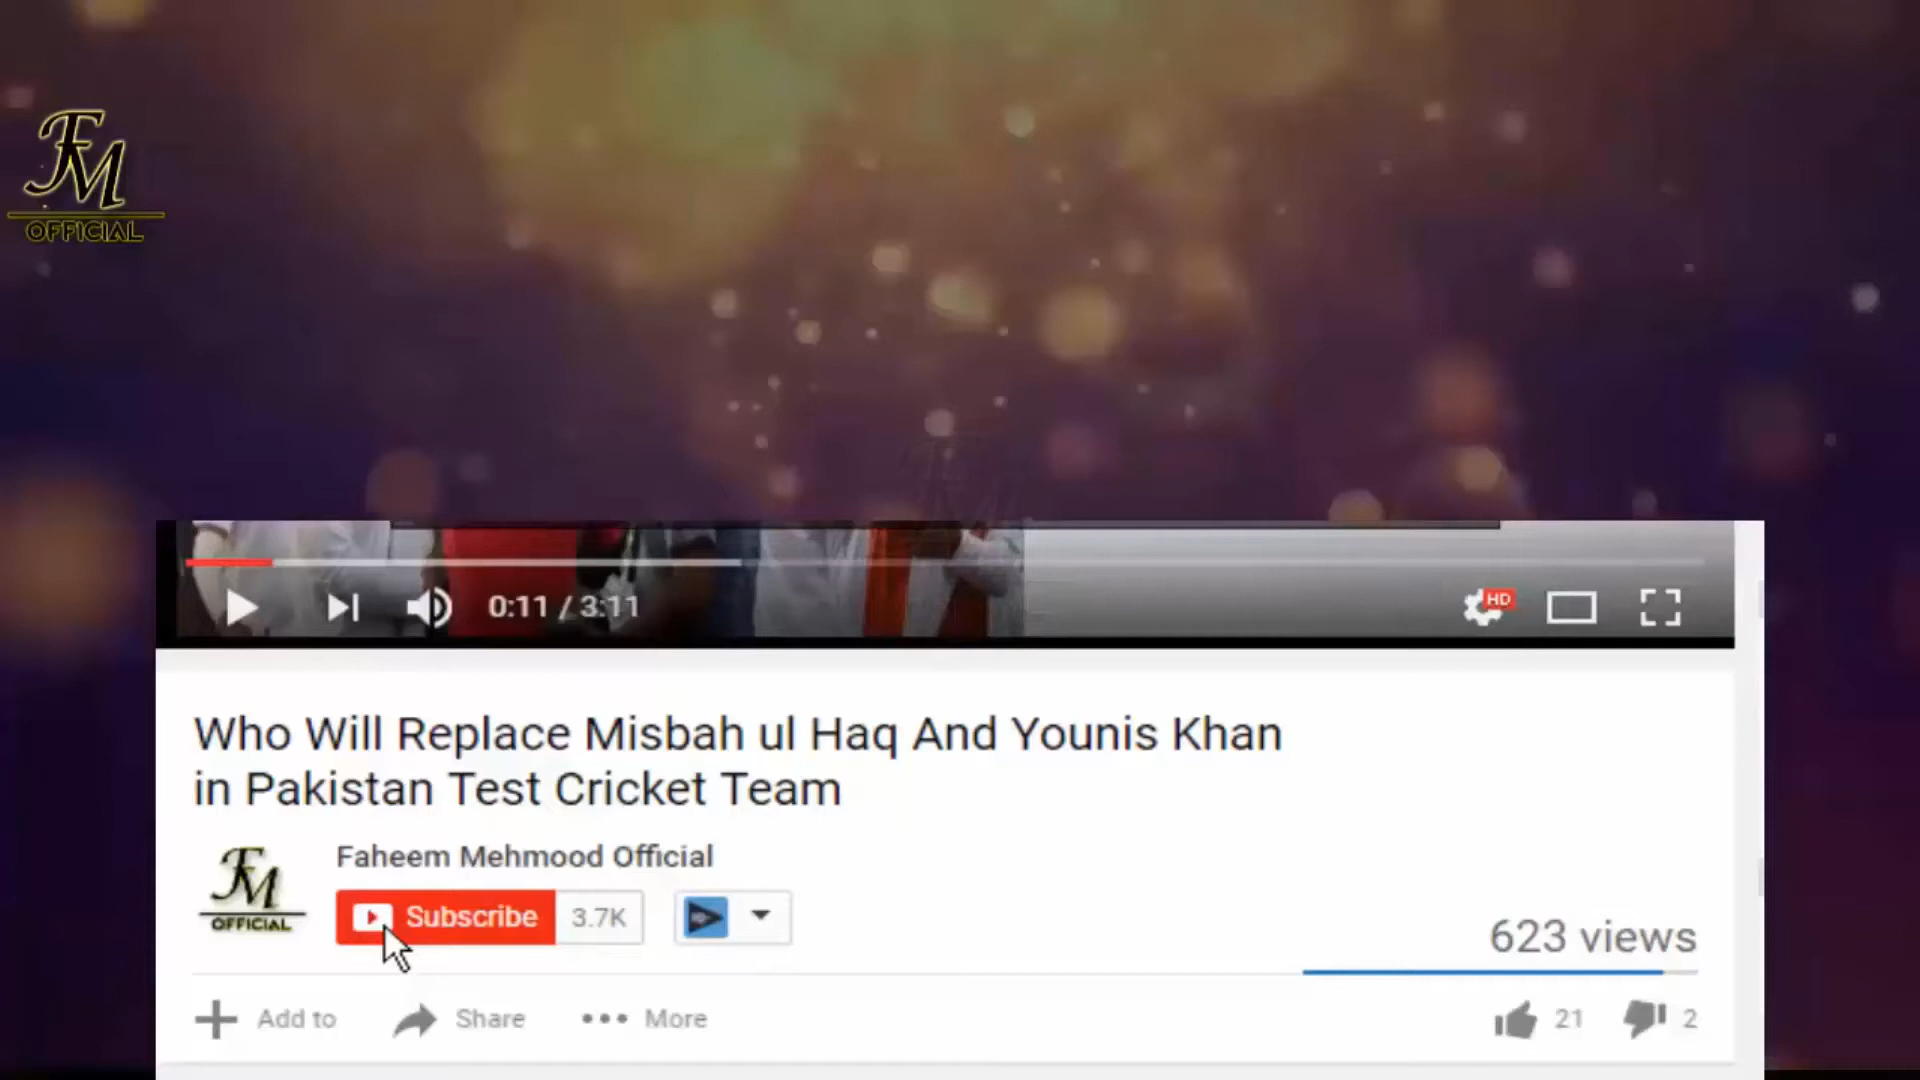 FM
OFFICIAL
0:11 / 3:11
HD
Who Will Replace Misbah ul Haq And Younis Khan
in Pakistan Test Cricket Team
FM
OFFICIAL
Faheem Mehmood Official
Subscribe 3.7K
623 views
Add to Share More 21 2